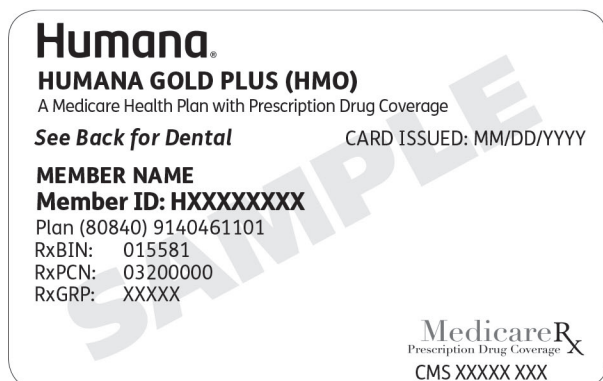 Humana®
HUMANA GOLD PLUS (HMO)
A Medicare Health Plan with Prescription Drug Coverage
See Back for Dental CARD ISSUED: MM/DD/YYYY
MEMBER NAME
Member ID: HXXXXXXXX
Plan (80840) 9140461101
RxBIN: 015581
RxPCN: 03200000
RxGRP: XXXXX
SAMPLE
MedicareRx
Prescription Drug Coverage
CMS XXXXX XXX